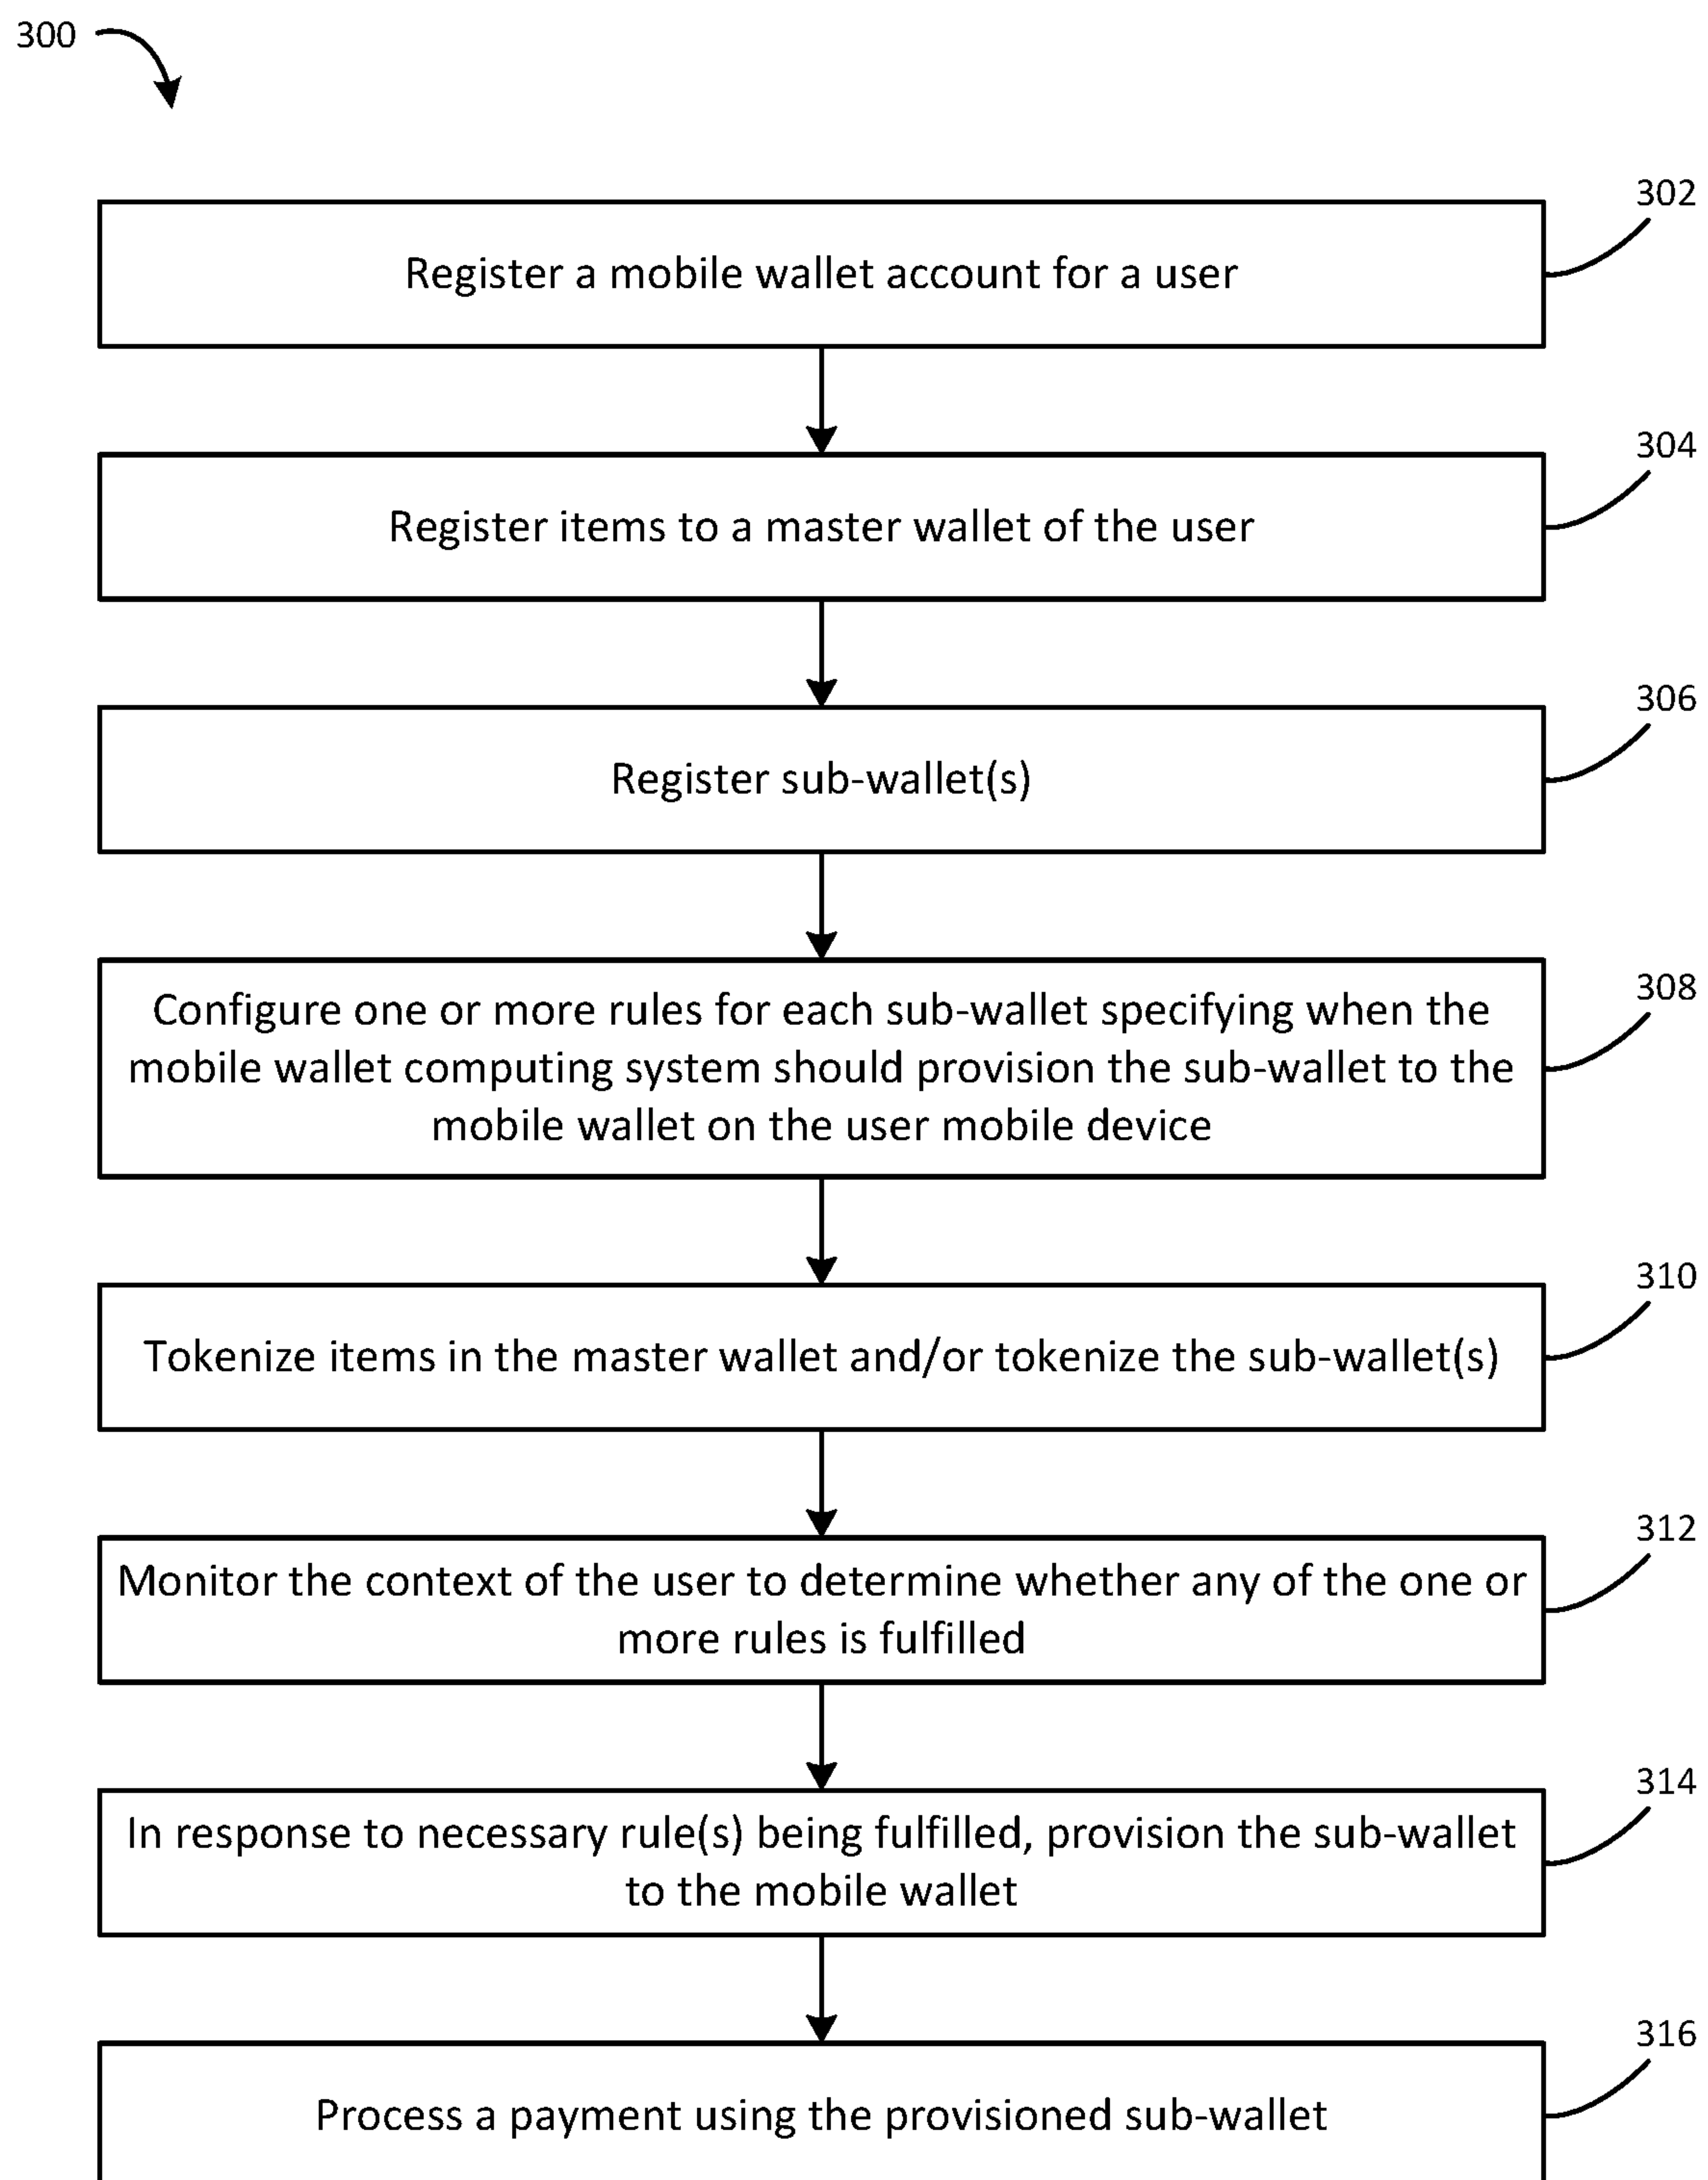 300
302
Register a mobile wallet account for a user
304
Register items to a master wallet of the user
306
Register sub-wallet(s)
308
Configure one or more rules for each sub-wallet specifying when the
mobile wallet computing system should provision the sub-wallet to the
mobile wallet on the user mobile device
310
Tokenize items in the master wallet and/or tokenize the sub-wallet(s)
312
Monitor the context of the user to determine whether any of the one or
more rules is fulfilled
314
In response to necessary rule(s) being fulfilled, provision the sub-wallet
to the mobile wallet
316
Process a payment using the provisioned sub-wallet